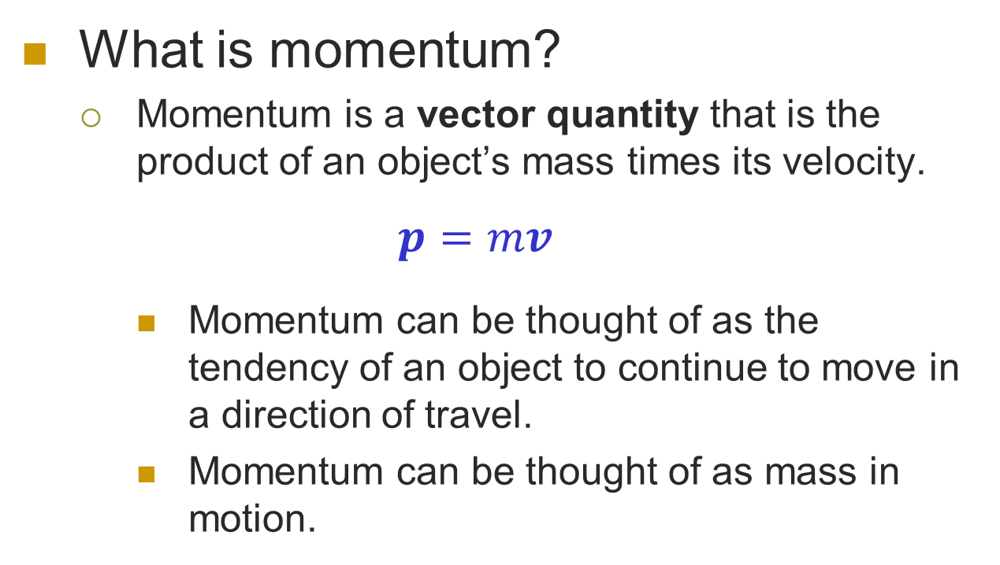 What is momentum?
Momentum is a vector quantity that is the
product of an object’s mass times its velocity.
𝒑 = 𝑚𝒗
Momentum can be thought of as the
tendency of an object to continue to move in
a direction of travel.
Momentum can be thought of as mass in
motion.